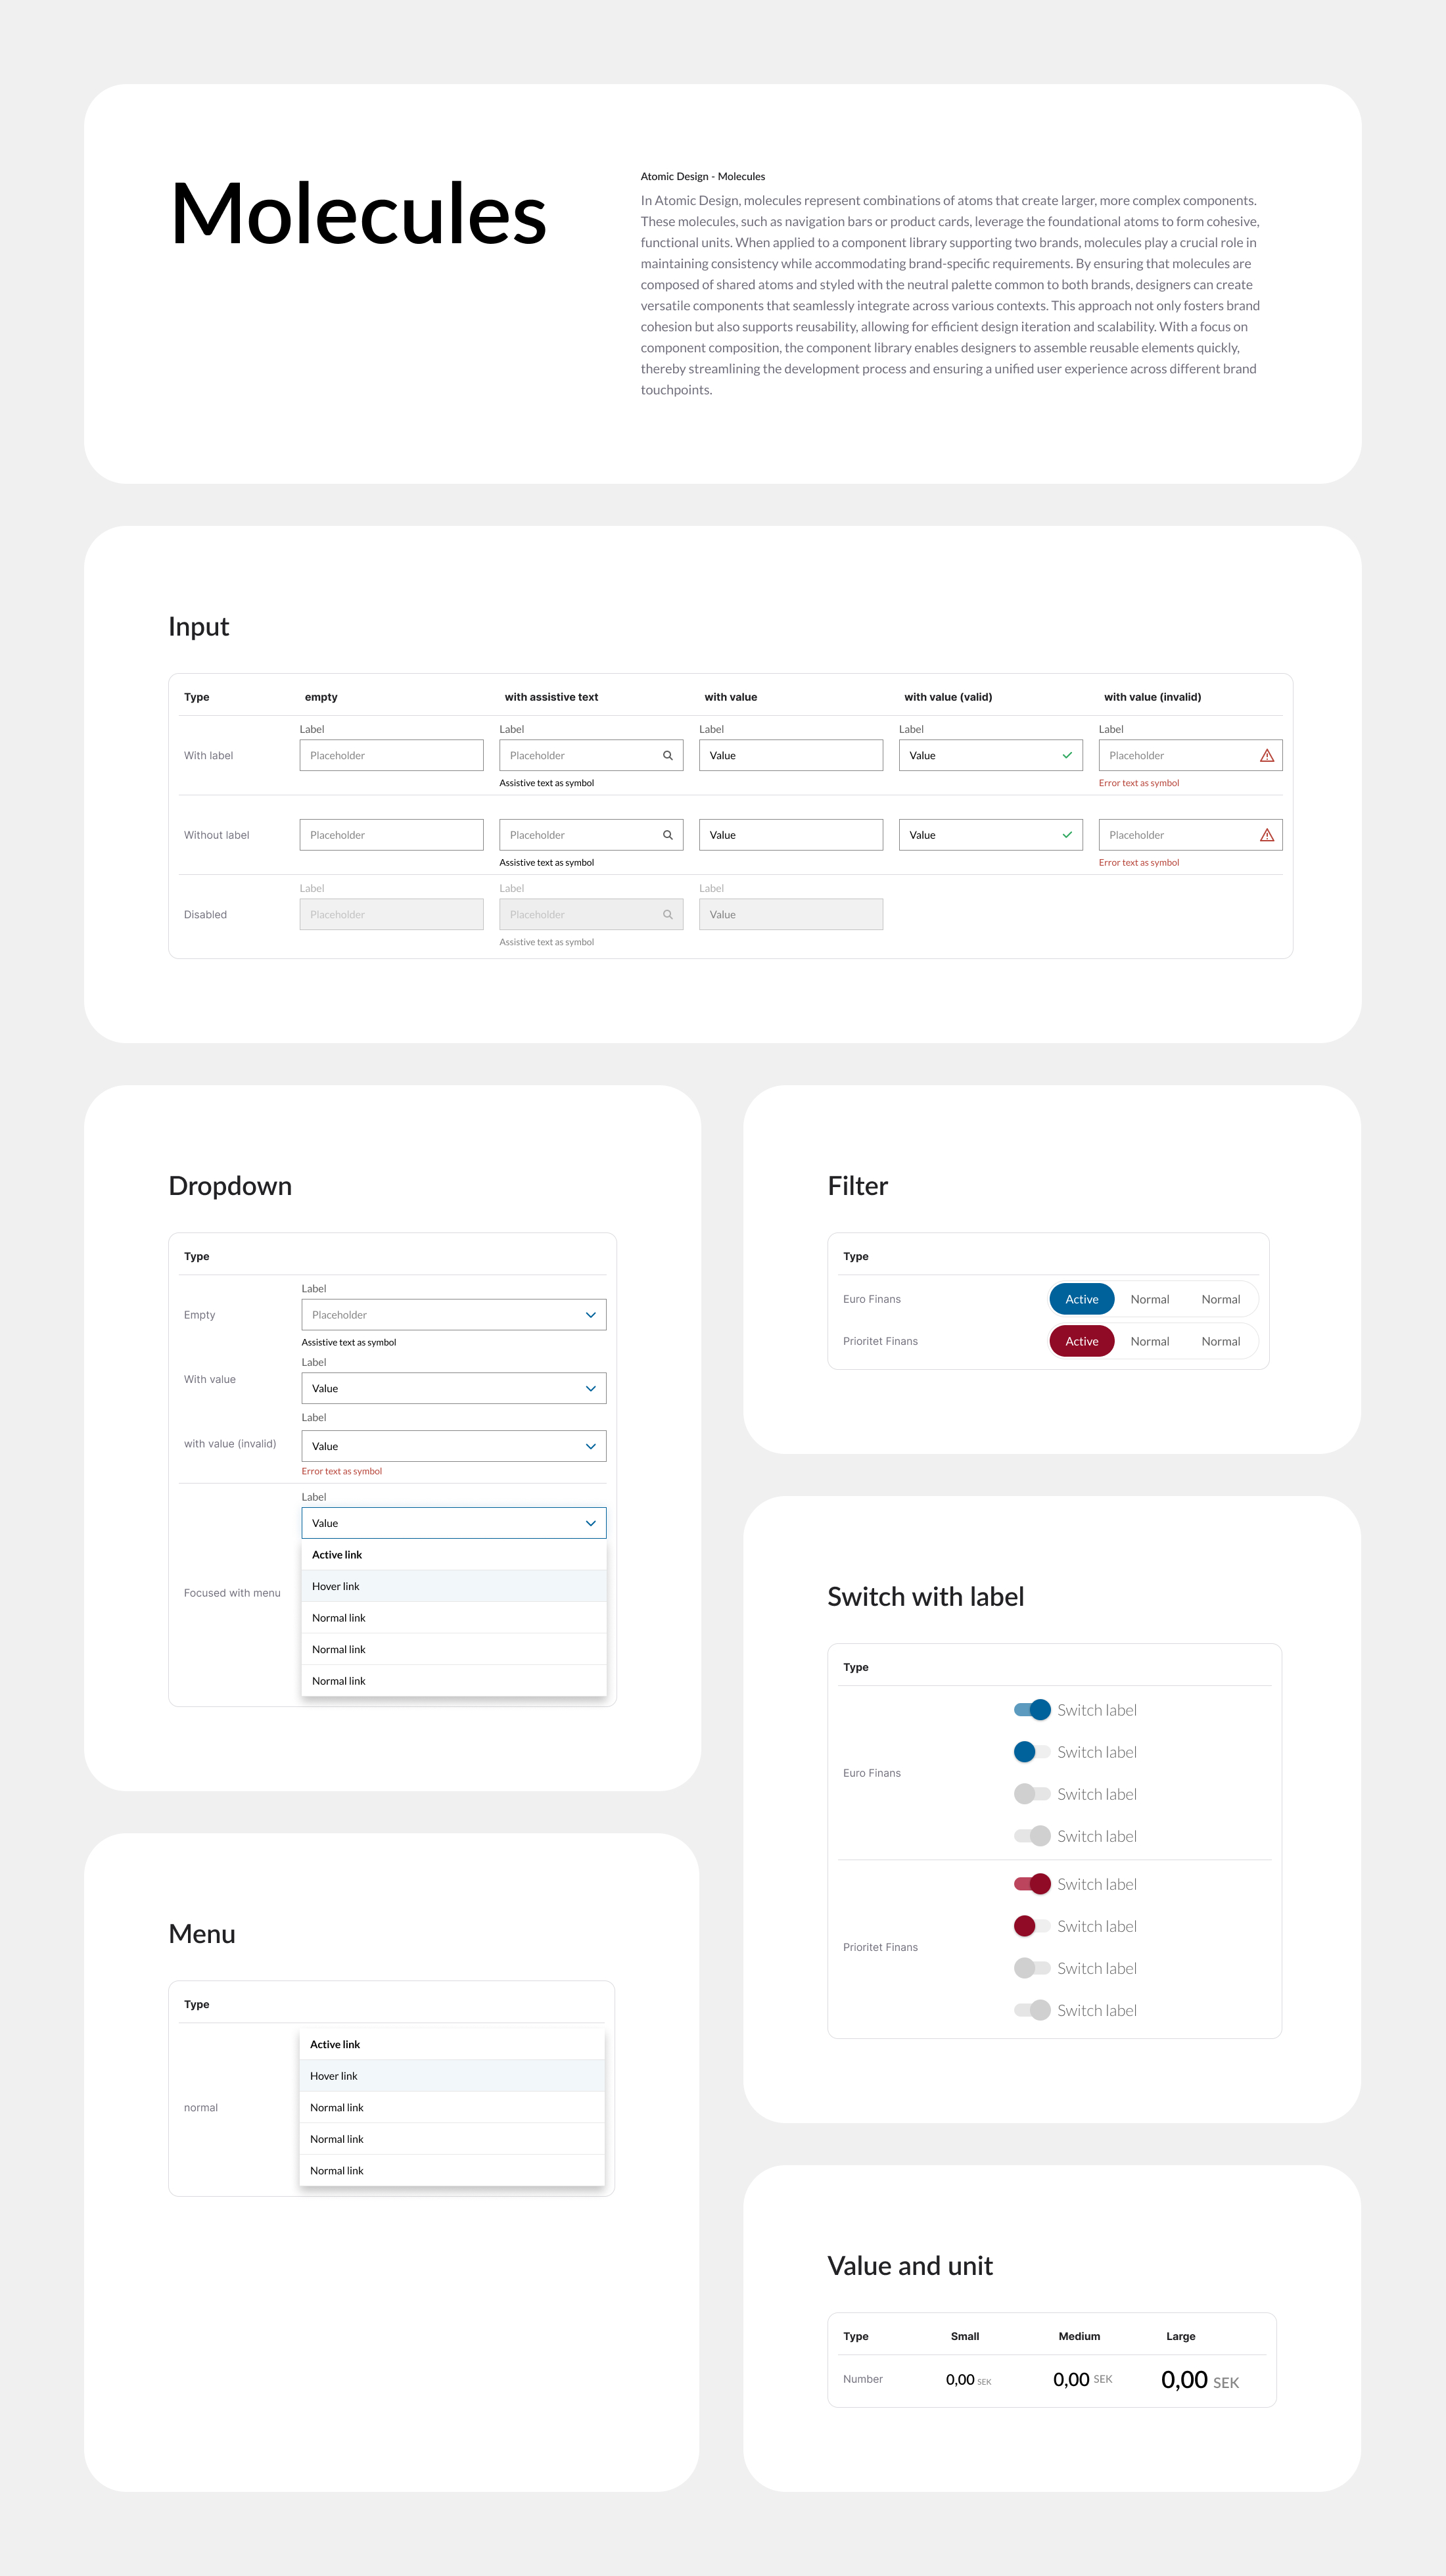 Molecules
Atomic Design - Molecules
In Atomic Design, molecules represent combinations of atoms that create larger, more complex components.
These molecules, such as navigation bars or product cards, leverage the foundational atoms to form cohesive,
functional units. When applied to a component library supporting two brands, molecules play a crucial role in
maintaining consistency while accommodating brand-specific requirements. By ensuring that molecules are
composed of shared atoms and styled with the neutral palette common to both brands, designers can create
versatile components that seamlessly integrate across various contexts. This approach not only fosters brand
cohesion but also supports reusability, allowing for efficient design iteration and scalability. With a focus on
component composition, the component library enables designers to assemble reusable elements quickly,
thereby streamlining the development process and ensuring a unified user experience across different brand
touchpoints.
Input
Type empty with assistive text with value with value (valid) with value (invalid)
Label Label Label Label Label
With label Placeholder Placeholder Value Value Placeholder
Assistive text as symbol Error text as symbol
Without label Placeholder Placeholder Value Value Placeholder
Assistive text as symbol Error text as symbol
Label Label Label
Disabled Placeholder Placeholder Value
Assistive text as symbol
Dropdown
Type
Label
Empty Placeholder
Assistive text as symbol
Label
With value Value
Label
with value (invalid) Value
Error text as symbol
Label
Value
Active link
Hover link
Focused with menu
Normal link
Normal link
Normal link
Filter
Type
Euro Finans Active Normal Normal
Prioritet Finans Active Normal Normal
Switch with label
Type
Switch label
Switch label
Euro Finans
Switch label
Switch label
Switch label
Switch label
Prioritet Finans
Switch label
Switch label
Menu
Type
Active link
Hover link
normal Normal link
Normal link
Normal link
Value and unit
Type Small Medium Large
Number 0,00 SEK 0,00 SEK 0,00 SEK